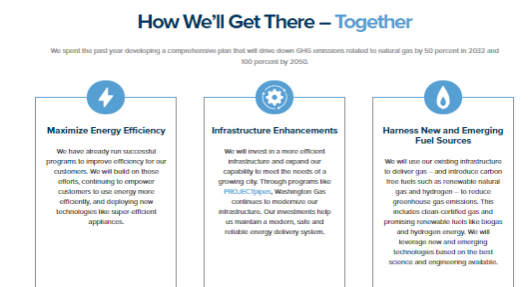 How We'll Get There – Together
We spent the past year developing a comprehensive plan that will drive down GHG emissions related to natural gas by 50 percent in 2032 and
100 percent by 2050.
Maximize Energy Efficiency
We have already run successful
programs to improve efficiency for our
customers. We will build on those
efforts, continuing to empower
customers to use energy more
efficiently, and deploying new
technologies like super-efficient
appliances.
Infrastructure Enhancements
We will invest in a more efficient
infrastructure and expand our
capability to meet the needs of a
growing city. Through programs like
PROJECTpipes, Washington Gas
continues to modernize our
infrastructure. Our investments help
us maintain a modern, safe and
reliable energy delivery system.
Harness New and Emerging
Fuel Sources
We will use our existing infrastructure
to deliver gas – and introduce carbon
free fuels such as renewable natural
gas and hydrogen – to reduce
greenhouse gas emissions. This
includes clean-certified gas and
promising renewable fuels like biogas
and hydrogen energy. We will
leverage new and emerging
technologies based on the best
science and engineering available.